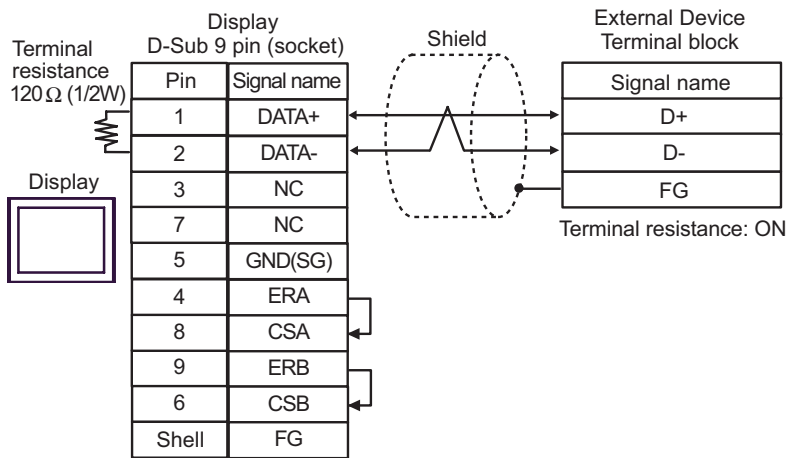 Display
D-Sub 9 pin (socket)
Terminal
resistance
120Ω (1/2W)
Pin Signal name
1 DATA+
2 DATA-
3 NC
7 NC
5 GND(SG)
4 ERA
8 CSA
9 ERB
6 CSB
Shell FG
Display
Shield
External Device
Terminal block
Signal name
D+
D-
FG
Terminal resistance: ON